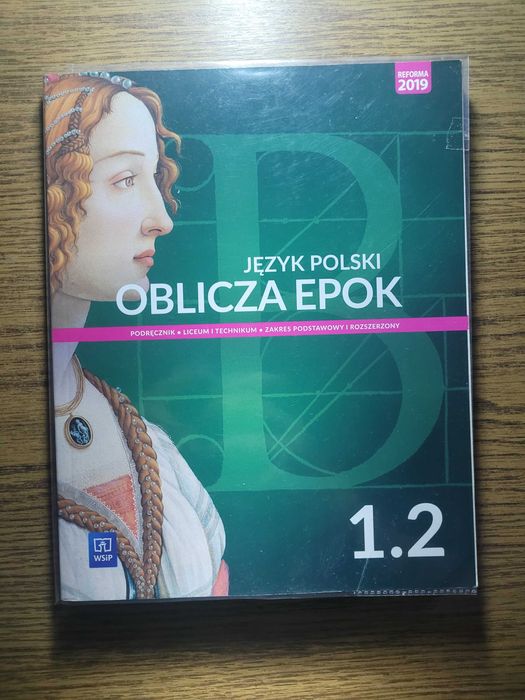 REFORMA
2019
JĘZYK POLSKI
OBLICZA EPOK
PODRĘCZNIK • LICEUM I TECHNIKUM • ZAKRES PODSTAWOWY I ROZSZERZONY
B
1.2
WSiP